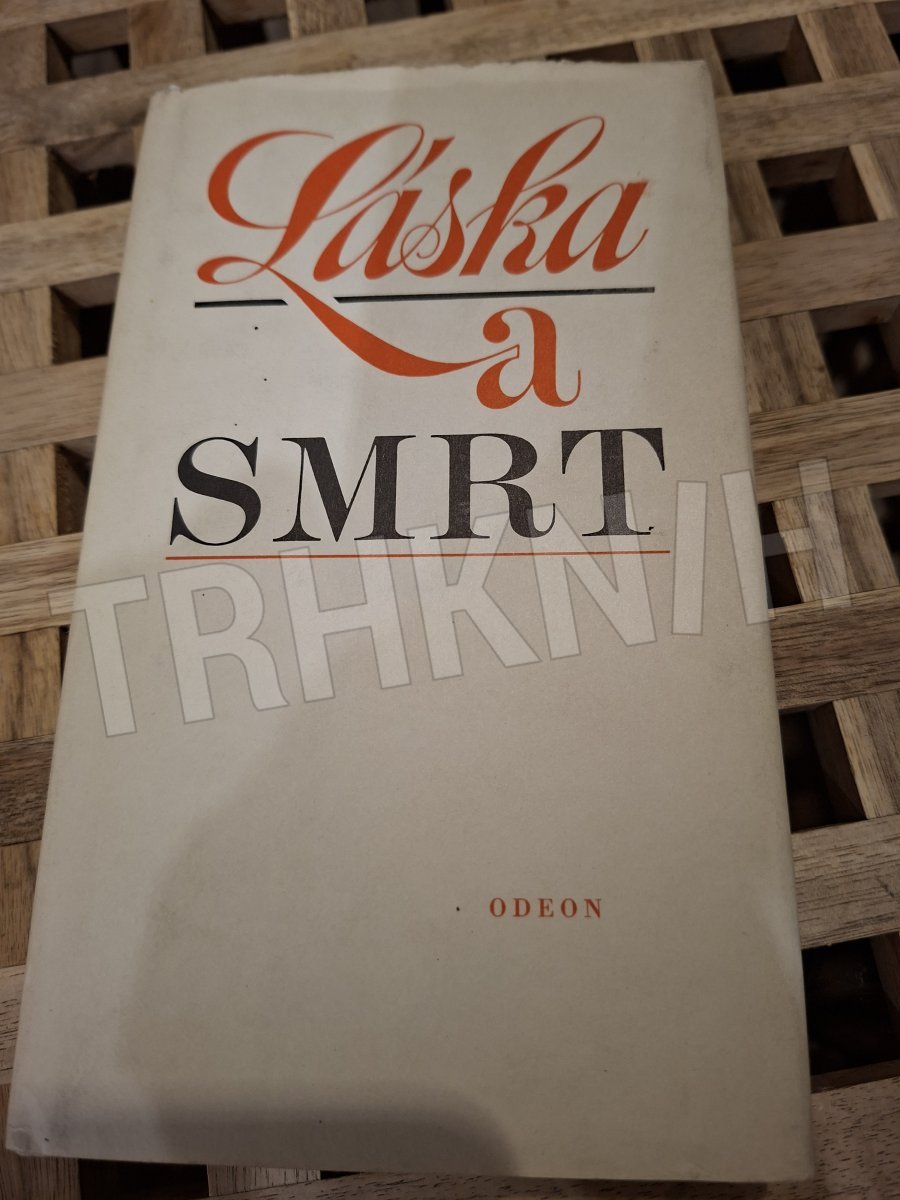 Láska
a
SMRT
TRHKNIH
ODEON